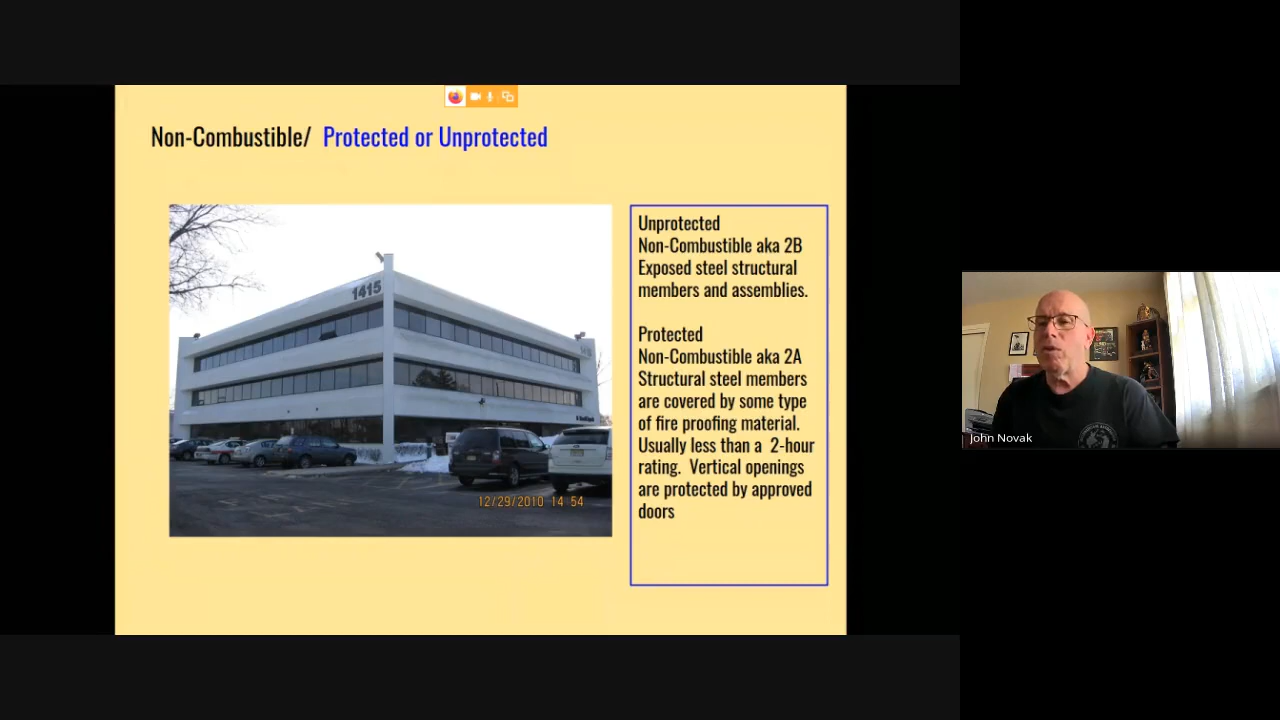 Non-Combustible/ Protected or Unprotected
1415
12/29/2010 14 54
Unprotected
Non-Combustible aka 2B
Exposed steel structural
members and assemblies.
Protected
Non-Combustible aka 2A
Structural steel members
are covered by some type
of fire proofing material.
Usually less than a 2-hour
rating. Vertical openings
are protected by approved
doors
John Novak